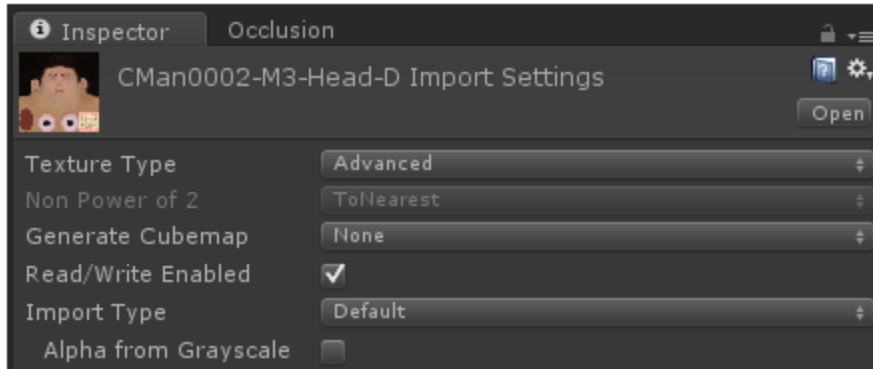 Inspector Occlusion
CMan0002-M3-Head-D Import Settings
Open
Texture Type Advanced
Non Power of 2 ToNearest
Generate Cubemap None
Read/Write Enabled
Import Type Default
Alpha from Grayscale